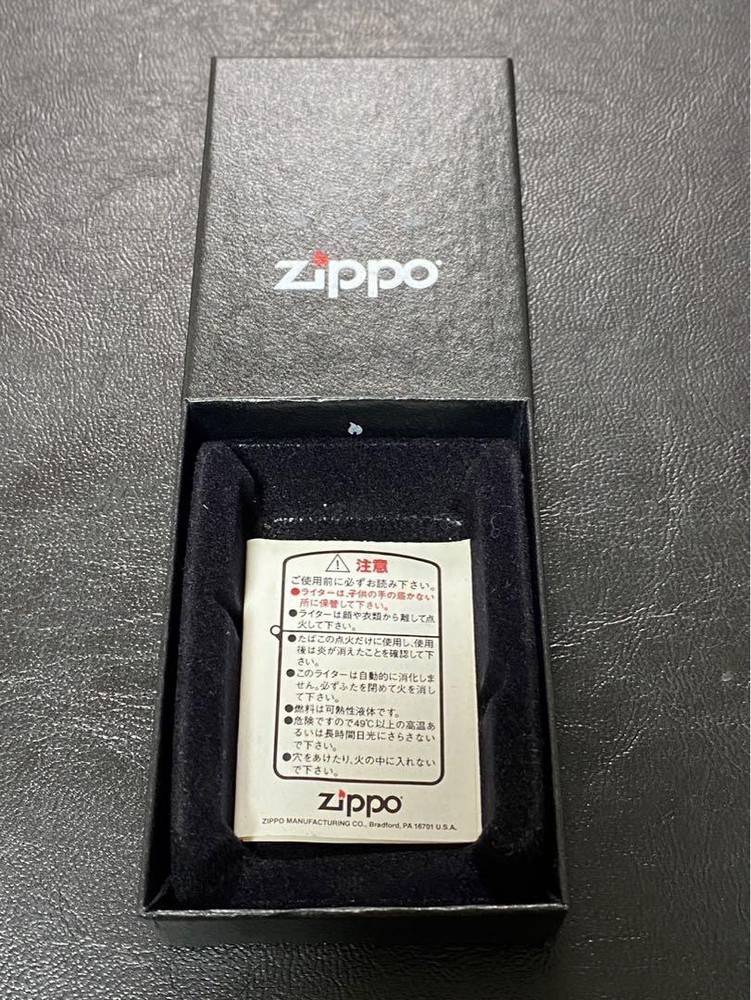 zippo
注意
ご使用前に必ずお読み下さい。
●ライターは、子供の手の届かない
所に保管して下さい。
●ライターは顔や衣類から離して点
火して下さい。
●たばこの点火だけに使用し、使用
後は炎が消えたことを確認して下
さい。
●このライターは自動的に消化しま
せん。必ずふたを閉めて火を消し
て下さい。
●燃料は可熱性液体です。
●危険ですので49℃以上の高温あ
るいは長時間日光にさらさない
で下さい。
●穴をあけたり、火の中に入れない
で下さい。
zippo
ZIPPO MANUFACTURING CO., Bradford, PA 16701 U.S.A.